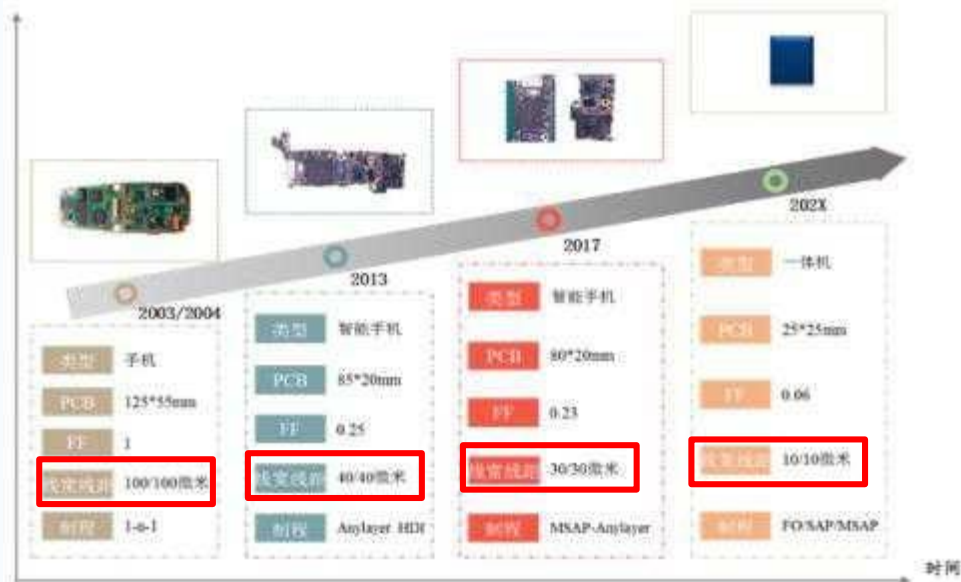 2003/2004
类型 手机
PCB 125*55mm
FF 1
线宽线距 100/100微米
制程 1-n-1
2013
类型 智能手机
PCB 85*20mm
FF 0.25
线宽线距 40/40微米
制程 Anylayer HDI
2017
类型 智能手机
PCB 80*20mm
FF 0.23
线宽线距 30/30微米
制程 MSAP-Anylayer
202X
类型 一体机
PCB 25*25mm
FF 0.06
线宽线距 10/10微米
制程 FO/SAP/MSAP
时间